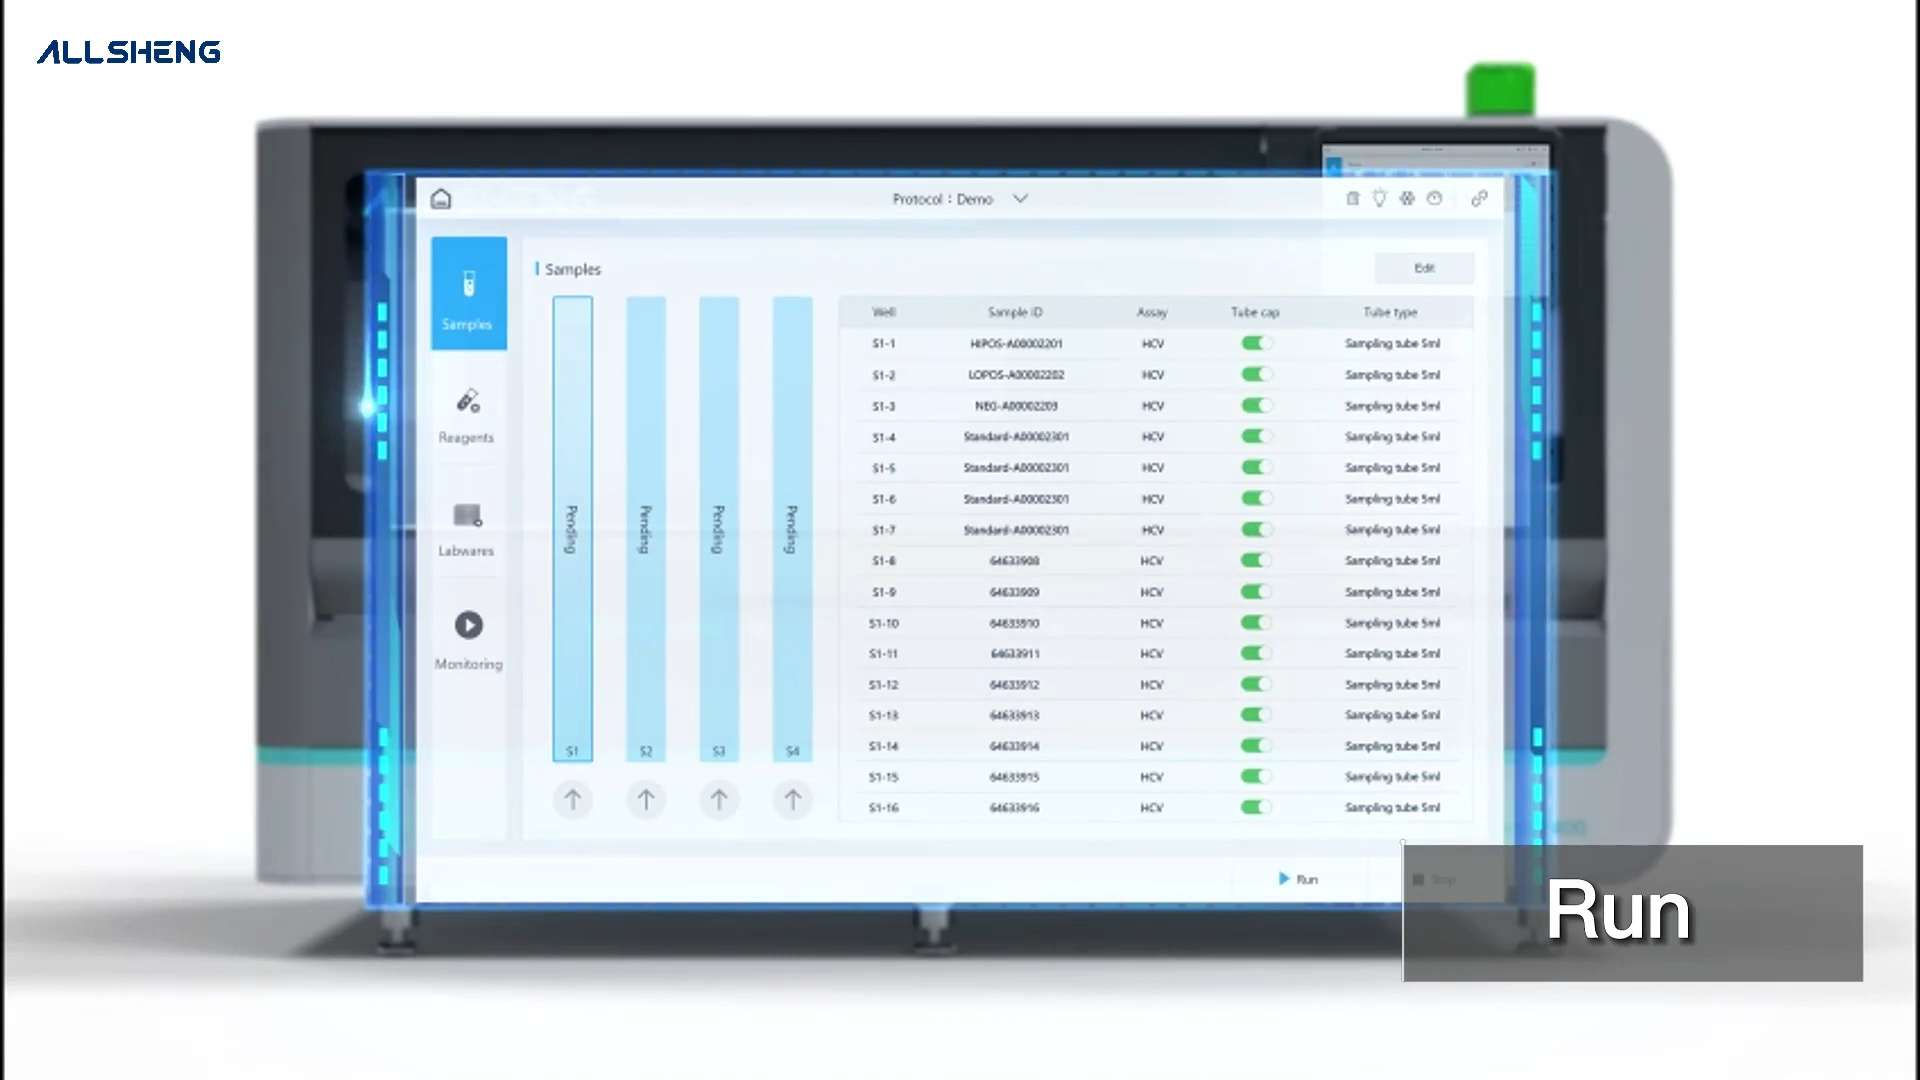 ALLSHENG
Protocol : Demo
Samples
Reagents
Labwares
Monitoring
Samples
Edit
Pending
Pending
Pending
Pending
S1
S2
S3
S4
Well Sample ID Assay Tube cap Tube type
S1-1 HIPOS-A00002201 HCV Sampling tube 5ml
S1-2 LOPOS-A00002202 HCV Sampling tube 5ml
S1-3 NEG-A00002203 HCV Sampling tube 5ml
S1-4 Standard-A00002301 HCV Sampling tube 5ml
S1-5 Standard-A00002301 HCV Sampling tube 5ml
S1-6 Standard-A00002301 HCV Sampling tube 5ml
S1-7 Standard-A00002301 HCV Sampling tube 5ml
S1-8 64633908 HCV Sampling tube 5ml
S1-9 64633909 HCV Sampling tube 5ml
S1-10 64633910 HCV Sampling tube 5ml
S1-11 64633911 HCV Sampling tube 5ml
S1-12 64633912 HCV Sampling tube 5ml
S1-13 64633913 HCV Sampling tube 5ml
S1-14 64633914 HCV Sampling tube 5ml
S1-15 64633915 HCV Sampling tube 5ml
S1-16 64633916 HCV Sampling tube 5ml
Run
Stop
Run